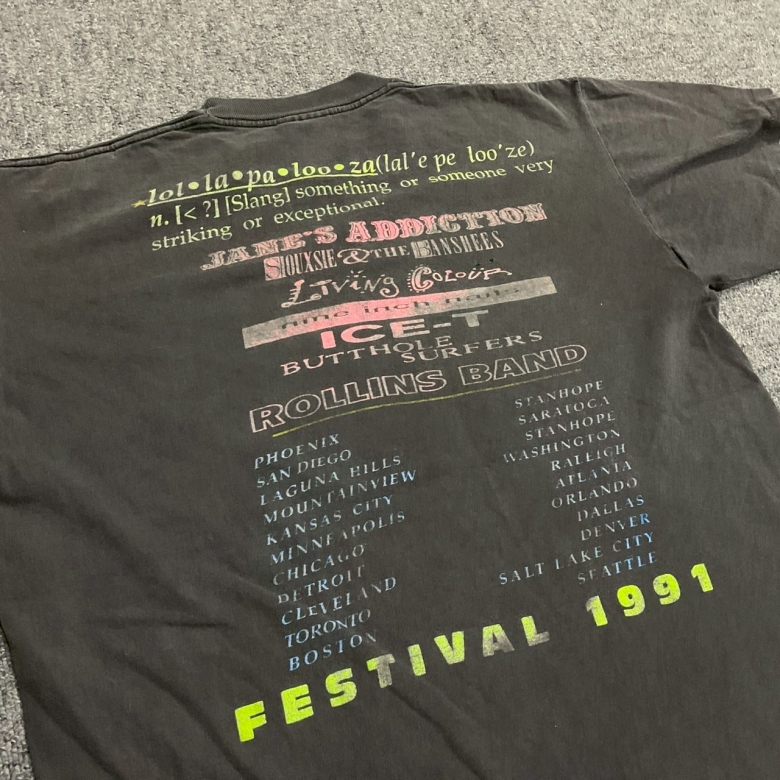 lol•la•pa•loo•za(lal'e pe loo'ze)
n. [< ?] [Slang] something or someone very
striking or exceptional.
JANE'S ADDICTION
SIOUXSIE & THE BANSHEES
LIVING COLOUR
nine inch nails
ICE-T
BUTTHOLE SURFERS
ROLLINS BAND
PHOENIX
SAN DIEGO
LAGUNA HILLS
MOUNTAINVIEW
KANSAS CITY
MINNEAPOLIS
CHICAGO
DETROIT
CLEVELAND
TORONTO
BOSTON
STANHOPE
SARATOGA
STANHOPE
WASHINGTON
RALEIGH
ATLANTA
ORLANDO
DALLAS
DENVER
SALT LAKE CITY
SEATTLE
FESTIVAL 1991